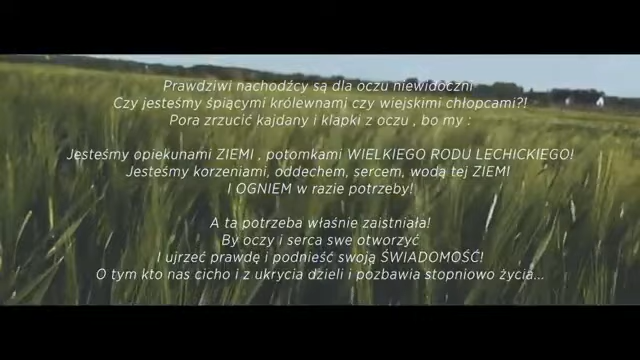 Prawdziwi nachodźcy są dla oczu niewidoczni
Czy jesteśmy śpiącymi królewnami czy wiejskimi chłopcami?!
Pora zrzucić kajdany i klapki z oczu , bo my :
Jesteśmy opiekunami ZIEMI , potomkami WIELKIEGO RODU LECHICKIEGO!
Jesteśmy korzeniami, oddechem, sercem, wodą tej ZIEMI
I OGNIEM w razie potrzeby!
A ta potrzeba właśnie zaistniała!
By oczy i serca swe otworzyć
I ujrzeć prawdę i podnieść swoją ŚWIADOMOŚĆ!
O tym kto nas cicho i z ukrycia dzieli i pozbawia stopniowo życia...